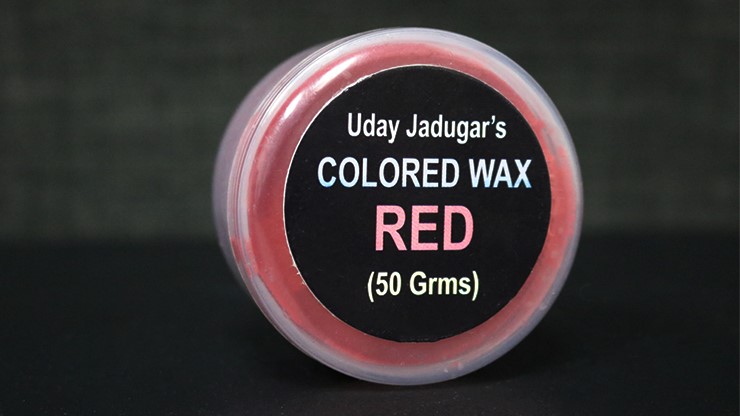 Uday Jadugar's
COLORED WAX
RED
(50 Grms)